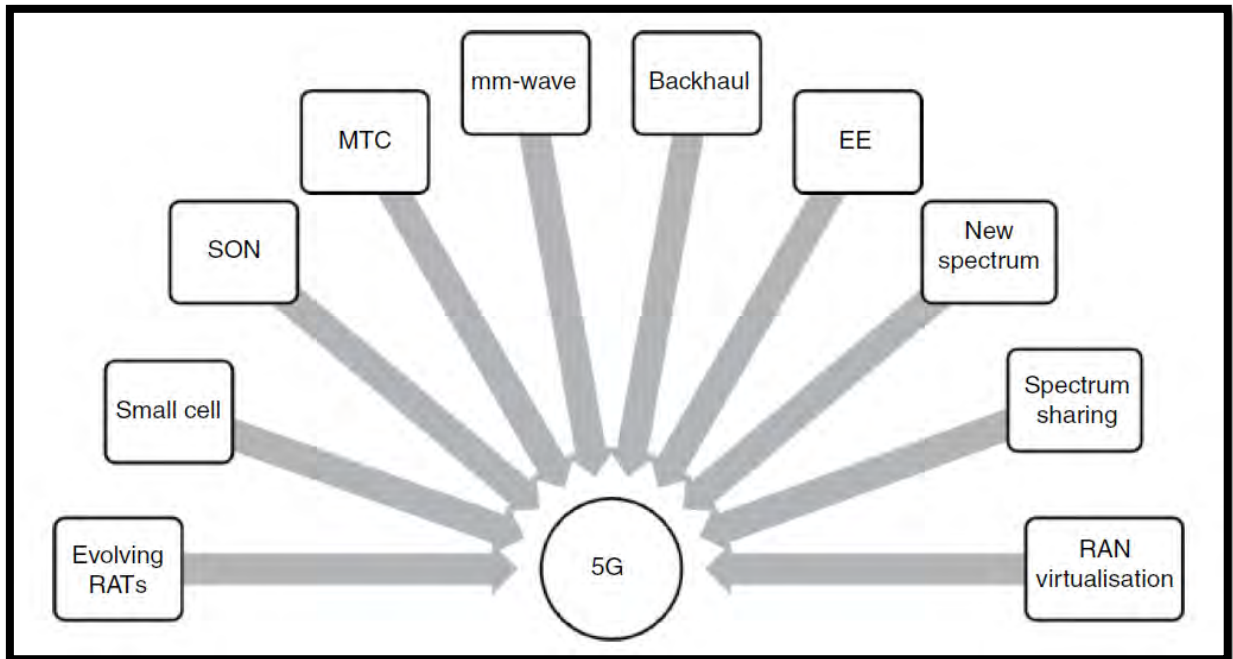 mm-wave
Backhaul
MTC
EE
SON
New
spectrum
Small cell
Spectrum
sharing
Evolving
RATs
5G
RAN
virtualisation